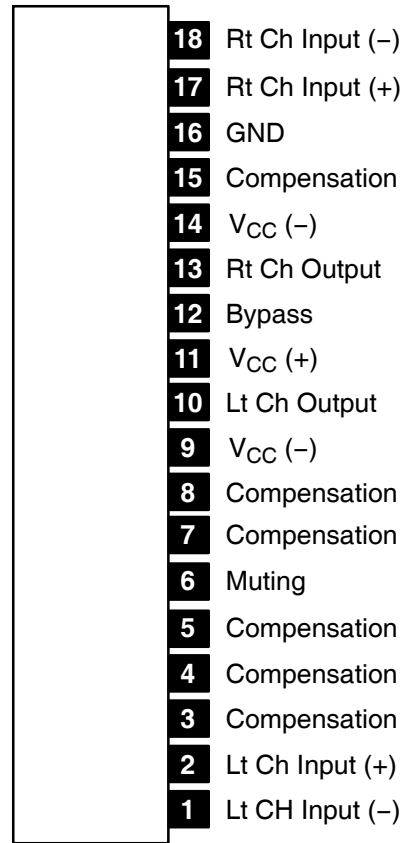 18 Rt Ch Input (−)
17 Rt Ch Input (+)
16 GND
15 Compensation
14 VCC (−)
13 Rt Ch Output
12 Bypass
11 VCC (+)
10 Lt Ch Output
9 VCC (−)
8 Compensation
7 Compensation
6 Muting
5 Compensation
4 Compensation
3 Compensation
2 Lt Ch Input (+)
1 Lt CH Input (−)